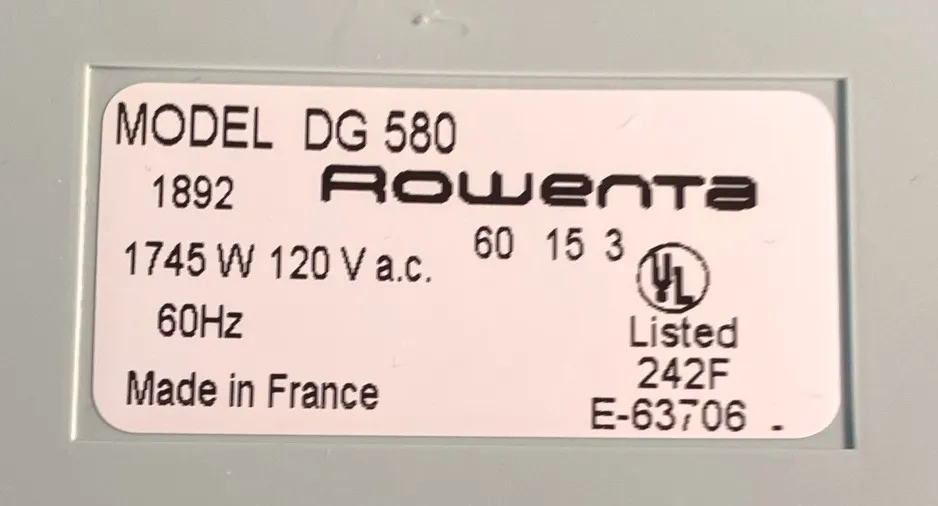 MODEL DG 580
1892 Rowenta
1745 W 120 V a.c. 60 15 3
UL
60Hz Listed
242F
Made in France
E-63706 .